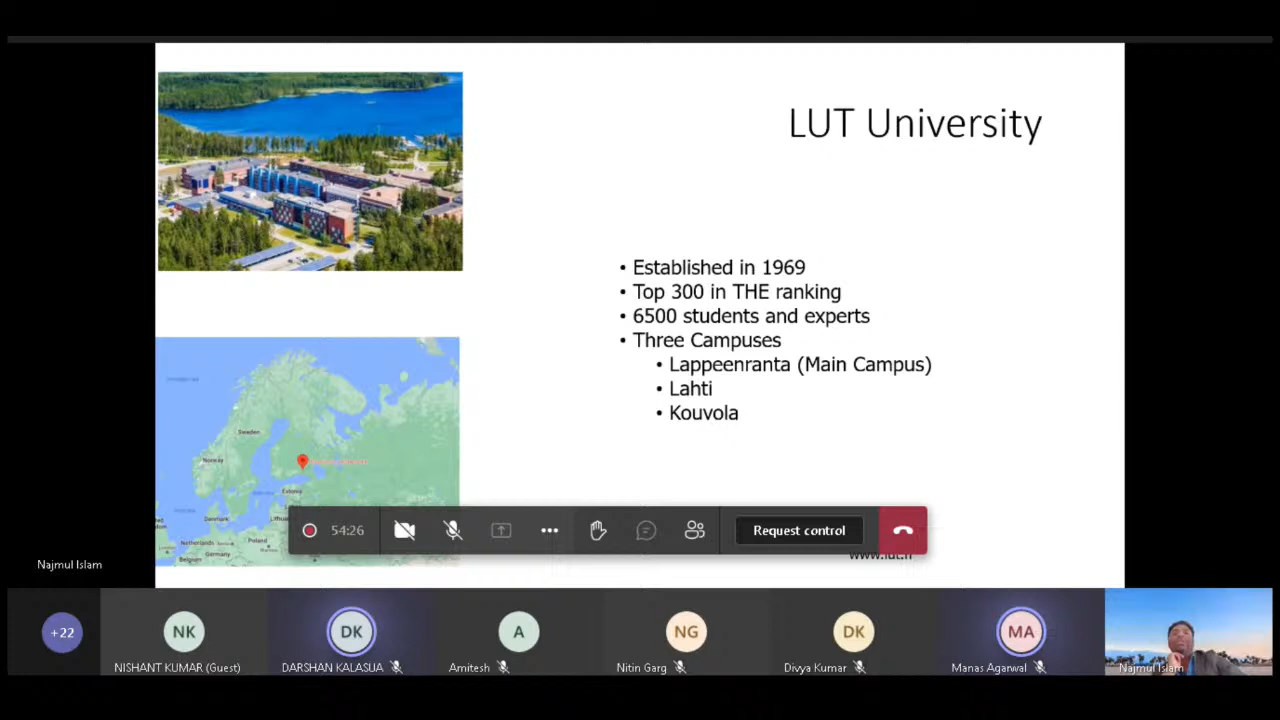 LUT University
• Established in 1969
• Top 300 in THE ranking
• 6500 students and experts
• Three Campuses
• Lappeenranta (Main Campus)
• Lahti
• Kouvola
Sweden
Norway
Estonia
Denmark
Netherlands
Poland
Belgium
Germany
54:26
Request control
Najmul Islam
+22
NK
NISHANT KUMAR (Guest)
DK
DARSHAN KALASUA
A
Amitesh
NG
Nitin Garg
DK
Divya Kumar
MA
Manas Agarwal
Najmul Islam